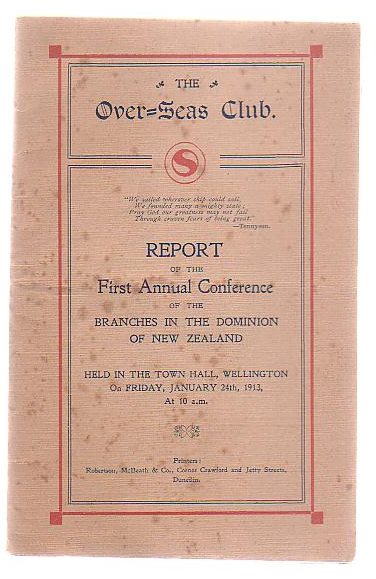 THE
Over=Seas Club.
S
"We sailed wherever ship could sail,
We founded many a mighty state;
Pray God our greatness may not fail
Through craven fears of being great."
—Tennyson.
REPORT
OF THE
First Annual Conference
OF THE
BRANCHES IN THE DOMINION
OF NEW ZEALAND
HELD IN THE TOWN HALL, WELLINGTON
On FRIDAY, JANUARY 24th, 1913,
At 10 a.m.
Printers:
Robertson, McBeath & Co., Corner Crawford and Jetty Streets,
Dunedin.